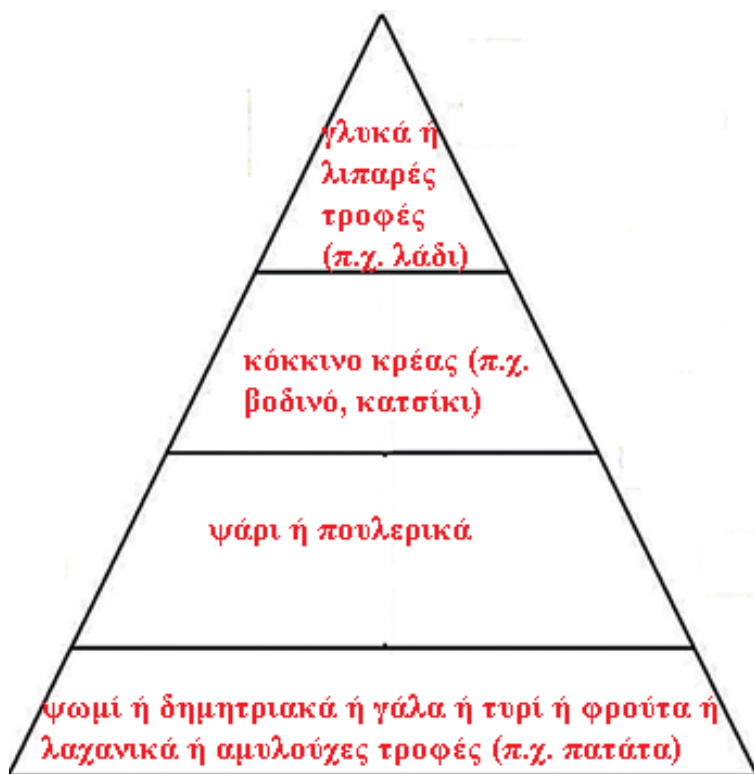 γλυκά ή
λιπαρές
τροφές
(π.χ. λάδι)
κόκκινο κρέας (π.χ.
βοδινό, κατσίκι)
ψάρι ή πουλερικά
ψωμί ή δημητριακά ή γάλα ή τυρί ή φρούτα ή
λαχανικά ή αμυλούχες τροφές (π.χ. πατάτα)